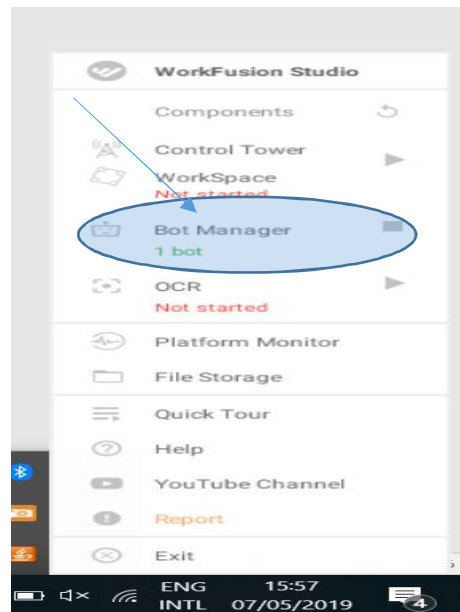 WorkFusion Studio
Components
Control Tower
WorkSpace
Not started
Bot Manager
1 bot
OCR
Not started
Platform Monitor
File Storage
Quick Tour
Help
YouTube Channel
Report
Exit
ENG 15:57
INTL 07/05/2019 4